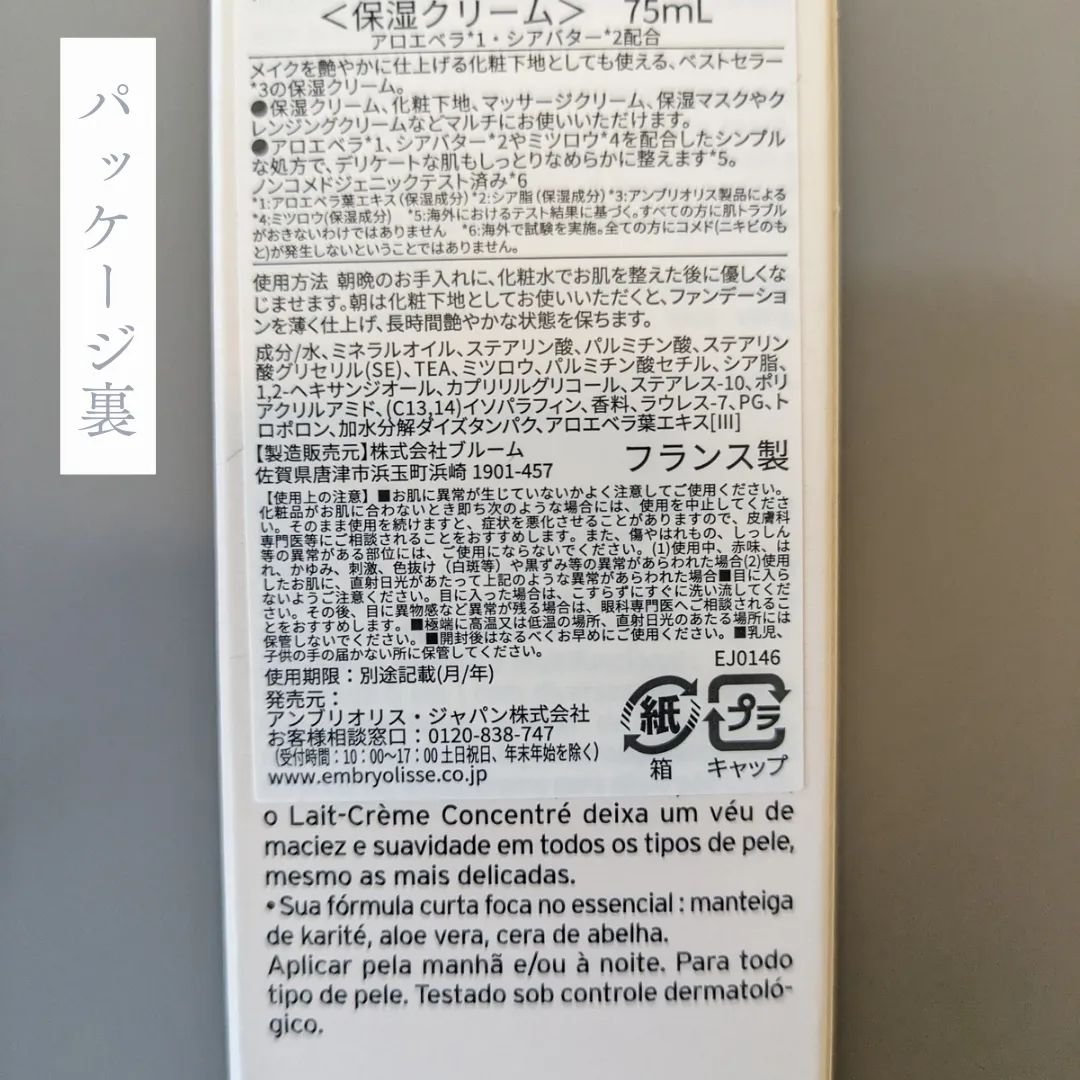 パッケージ裏
＜保湿クリーム＞ 75mL
アロエベラ*1・シアバター*2配合
メイクを艶やかに仕上げる化粧下地としても使える、ベストセラー
*3の保湿クリーム。
●保湿クリーム、化粧下地、マッサージクリーム、保湿マスクやク
レンジングクリームなどマルチにお使いいただけます。
●アロエベラ*1、シアバター*2やミツロウ*4を配合したシンプル
な処方で、デリケートな肌もしっとりなめらかに整えます*5。
ノンコメドジェニックテスト済み*6
*1:アロエベラ葉エキス(保湿成分) *2:シア脂(保湿成分) *3:アンブリオリス製品による
*4:ミツロウ(保湿成分) *5:海外におけるテスト結果に基づく。すべての方に肌トラブル
がおきないわけではありません *6:海外で試験を実施。全ての方にコメド(ニキビのも
と)が発生しないということではありません。
使用方法 朝晩のお手入れに、化粧水でお肌を整えた後に優しくな
じませます。朝は化粧下地としてお使いいただくと、ファンデーショ
ンを薄く仕上げ、長時間艶やかな状態を保ちます。
成分/水、ミネラルオイル、ステアリン酸、パルミチン酸、ステアリン
酸グリセリル(SE)、TEA、ミツロウ、パルミチン酸セチル、シア脂、
1,2-ヘキサンジオール、カプリリルグリコール、ステアレス-10、ポリ
アクリルアミド、(C13,14)イソパラフィン、香料、ラウレス-7、PG、ト
ロポロン、加水分解ダイズタンパク、アロエベラ葉エキス[III]
【製造販売元】株式会社ブルーム フランス製
佐賀県唐津市浜玉町浜崎 1901-457
【使用上の注意】■お肌に異常が生じていないかよく注意してご使用ください。
化粧品がお肌に合わないとき即ち次のような場合には、使用を中止してくださ
い。そのまま使用を続けますと、症状を悪化させることがありますので、皮膚科
専門医等にご相談されることをおすすめします。また、傷やはれもの、しっしん
等の異常がある部位には、ご使用にならないでください。(1)使用中、赤味、は
れ、かゆみ、刺激、色抜け(白斑等)や黒ずみ等の異常があらわれた場合(2)使用
したお肌に、直射日光があたって上記のような異常があらわれた場合■目に入ら
ないようご注意ください。目に入った場合は、こすらずにすぐに洗い流してくださ
い。その後、目に異物感など異常が残る場合は、眼科専門医へご相談されるこ
とをおすすめします。■極端に高温又は低温の場所、直射日光のあたる場所には
保管しないでください。■開封後はなるべくお早めにご使用ください。■乳児、
子供の手の届かない所に保管してください。
EJ0146
使用期限：別途記載(月/年)
発売元：
アンブリオリス・ジャパン株式会社
お客様相談窓口：0120-838-747
(受付時間：10：00〜17：00 土日祝日、年末年始を除く)
www.embryolisse.co.jp
紙 プラ
箱 キャップ
o Lait-Crème Concentré deixa um véu de
maciez e suavidade em todos os tipos de pele,
mesmo as mais delicadas.
•Sua fórmula curta foca no essencial : manteiga
de karité, aloe vera, cera de abelha.
Aplicar pela manhã e/ou à noite. Para todo
tipo de pele. Testado sob controle dermatoló-
gico.